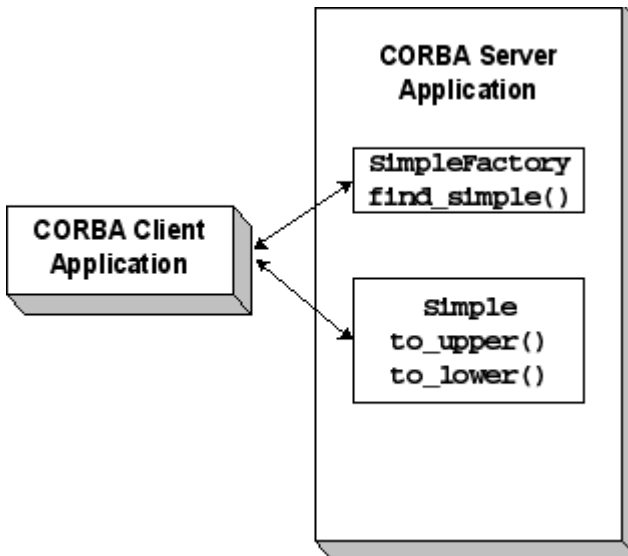 CORBA Server
Application
SimpleFactory
find_simple()
CORBA Client
Application
Simple
to_upper()
to_lower()